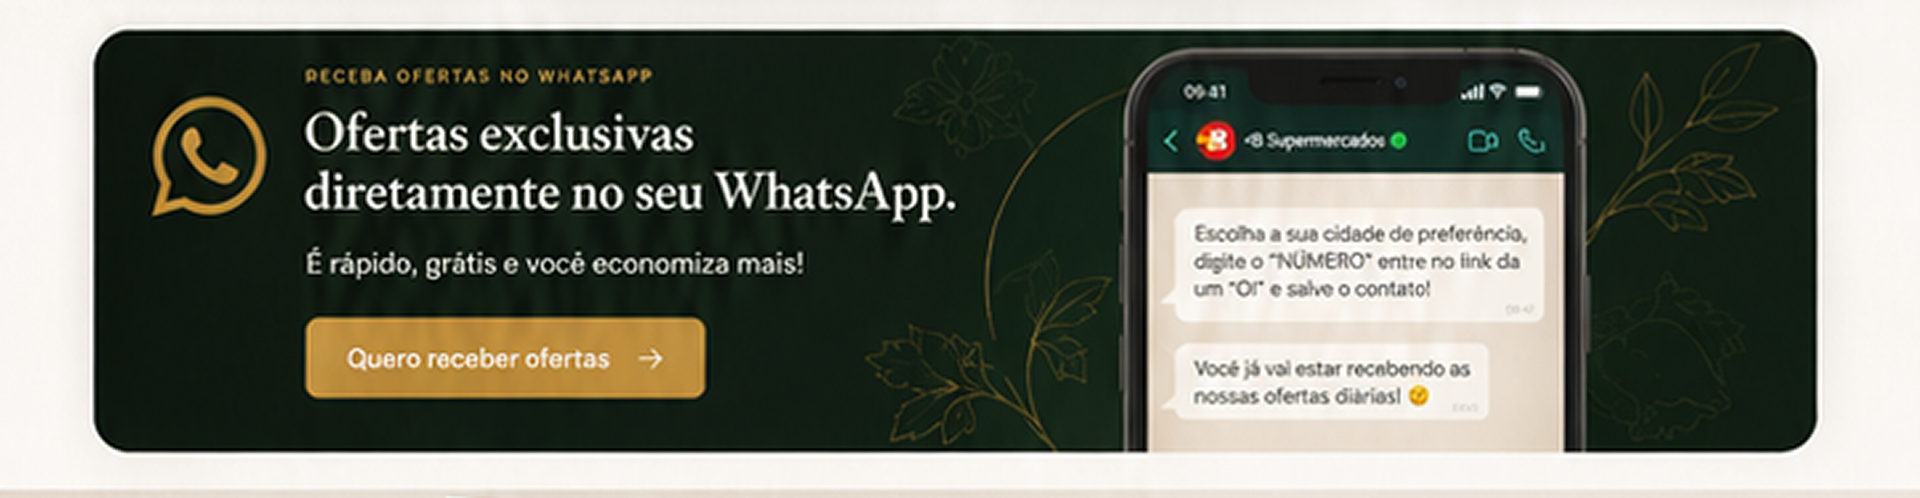 RECEBA OFERTAS NO WHATSAPP
Ofertas exclusivas
diretamente no seu WhatsApp.
É rápido, grátis e você economiza mais!
Quero receber ofertas →
09:41
B Supermercados
Escolha a sua cidade de preferência,
digite o "NÚMERO" entre no link da
um "OI" e salve o contato!
Você já vai estar recebendo as
nossas ofertas diárias!